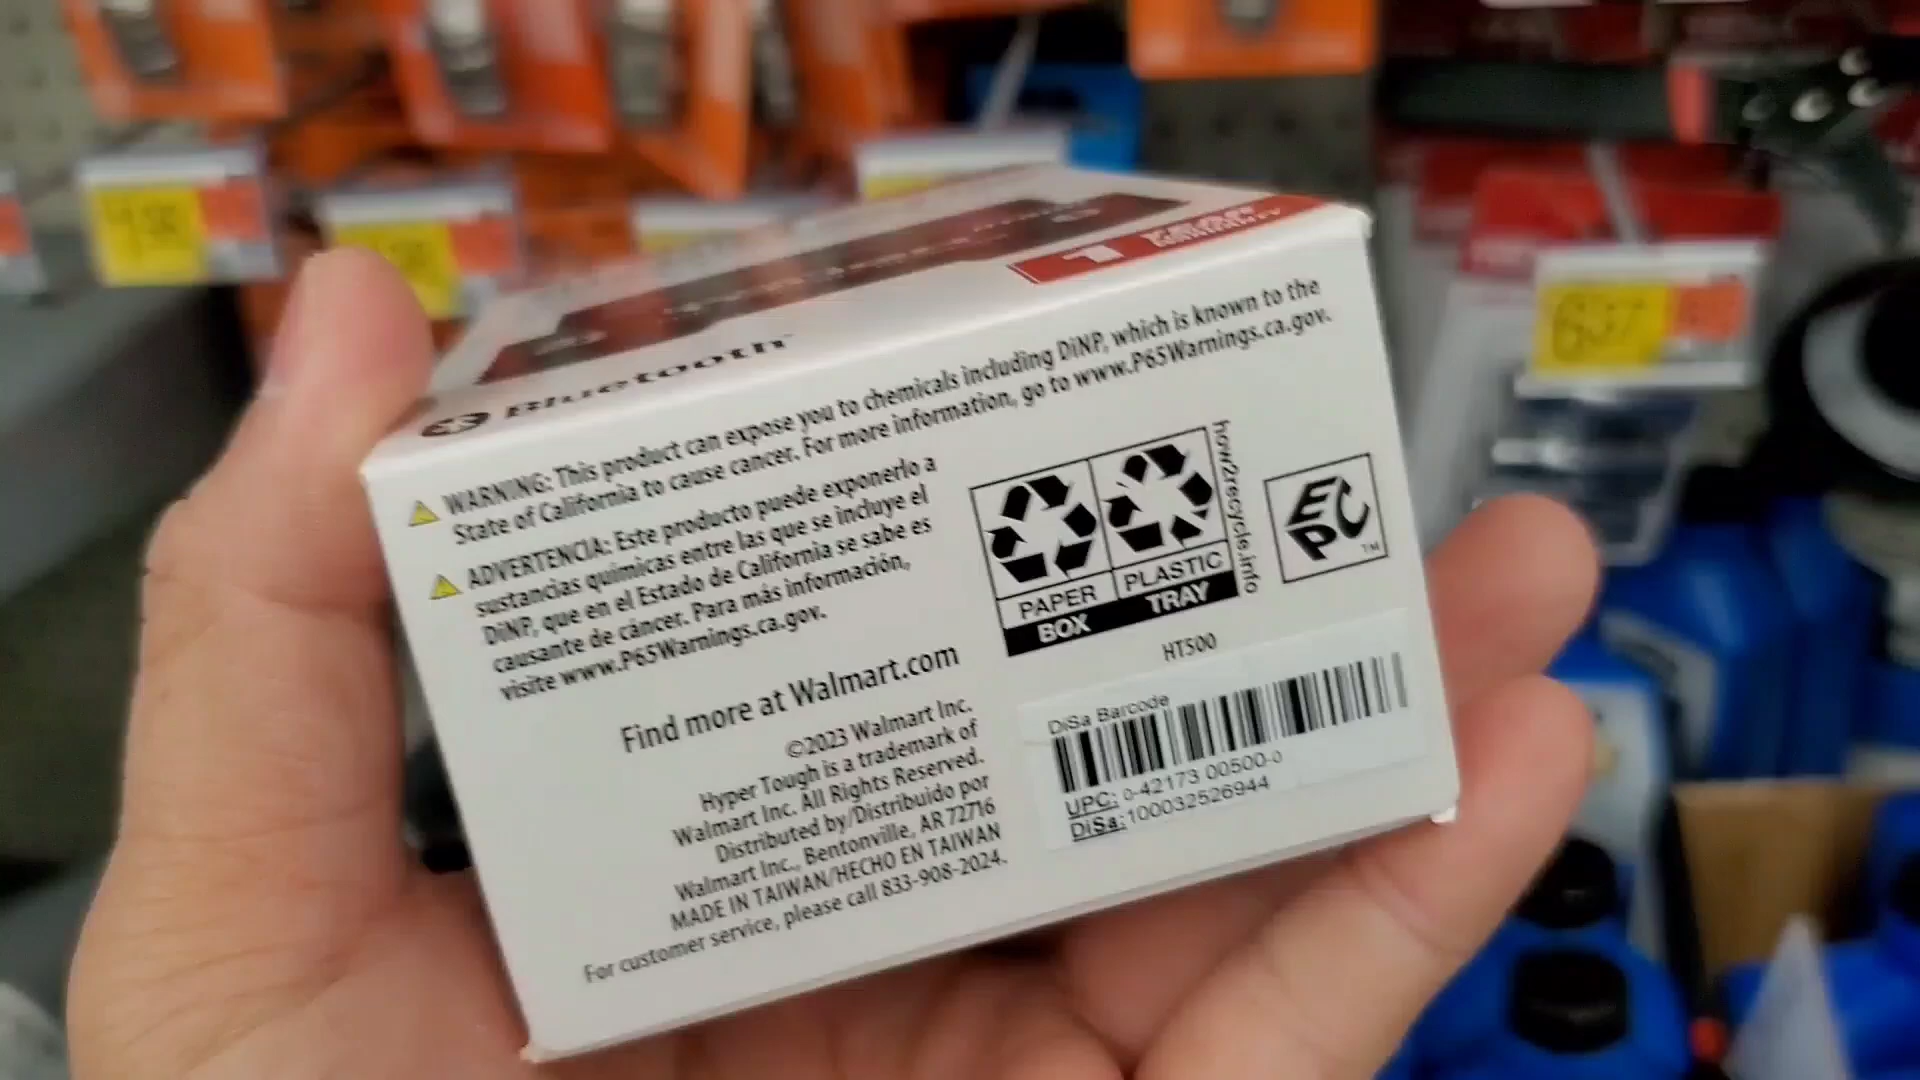 Bluetooth
1
WARNING: This product can expose you to chemicals including DiNP, which is known to the
State of California to cause cancer. For more information, go to www.P65Warnings.ca.gov.
ADVERTENCIA: Este producto puede exponerlo a
sustancias químicas entre las que se incluye el
DiNP, que en el Estado de California se sabe es
causante de cáncer. Para más información,
visite www.P65Warnings.ca.gov.
PAPER
BOX
PLASTIC
TRAY
how2recycle.info
EPC
TM
HT500
Find more at Walmart.com
©2023 Walmart Inc.
Hyper Tough is a trademark of
Walmart Inc. All Rights Reserved.
Distributed by/Distribuido por
Walmart Inc., Bentonville, AR 72716
MADE IN TAIWAN/HECHO EN TAIWAN
For customer service, please call 833-908-2024.
DiSa Barcode
UPC: 0-42173 00500-0
DiSa:100032526944